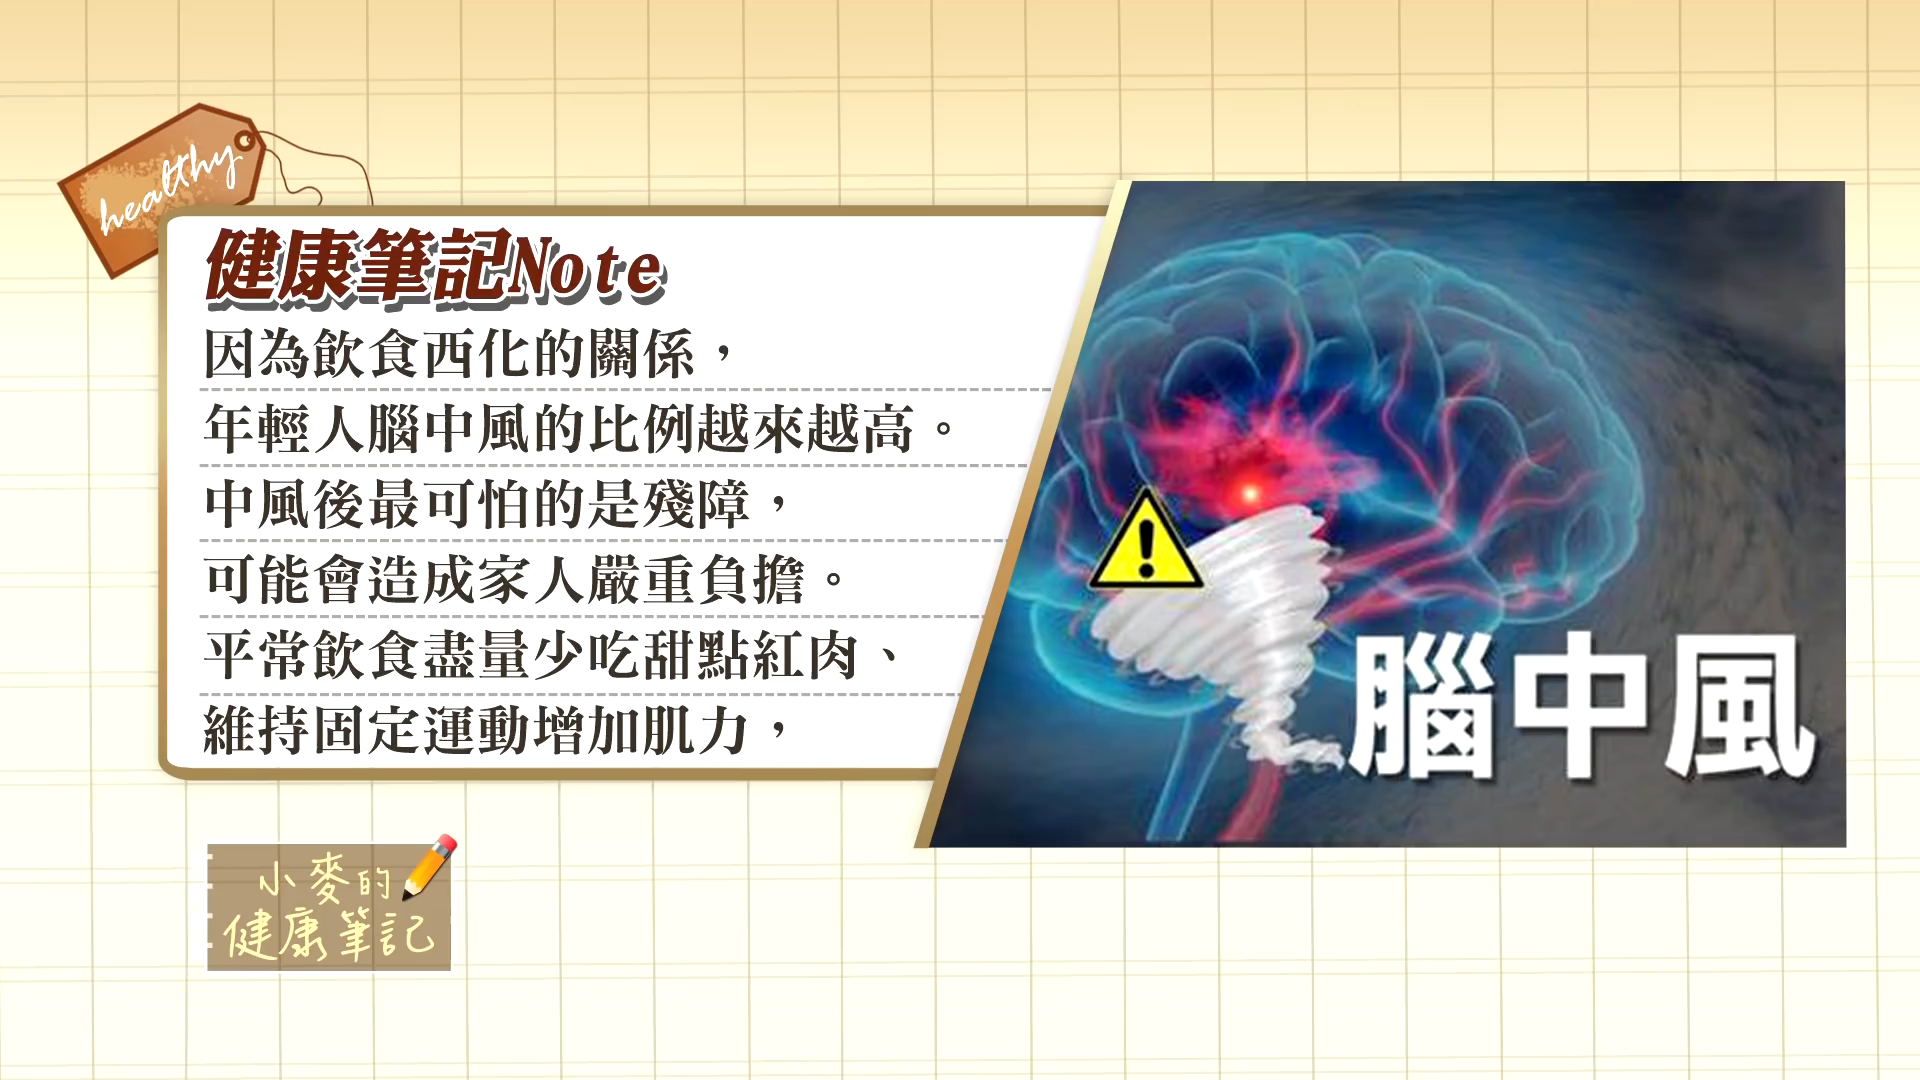 healthy
健康筆記Note
因為飲食西化的關係，
年輕人腦中風的比例越來越高。
中風後最可怕的是殘障，
可能會造成家人嚴重負擔。
平常飲食盡量少吃甜點紅肉、
維持固定運動增加肌力，
腦中風
小麥的
健康筆記